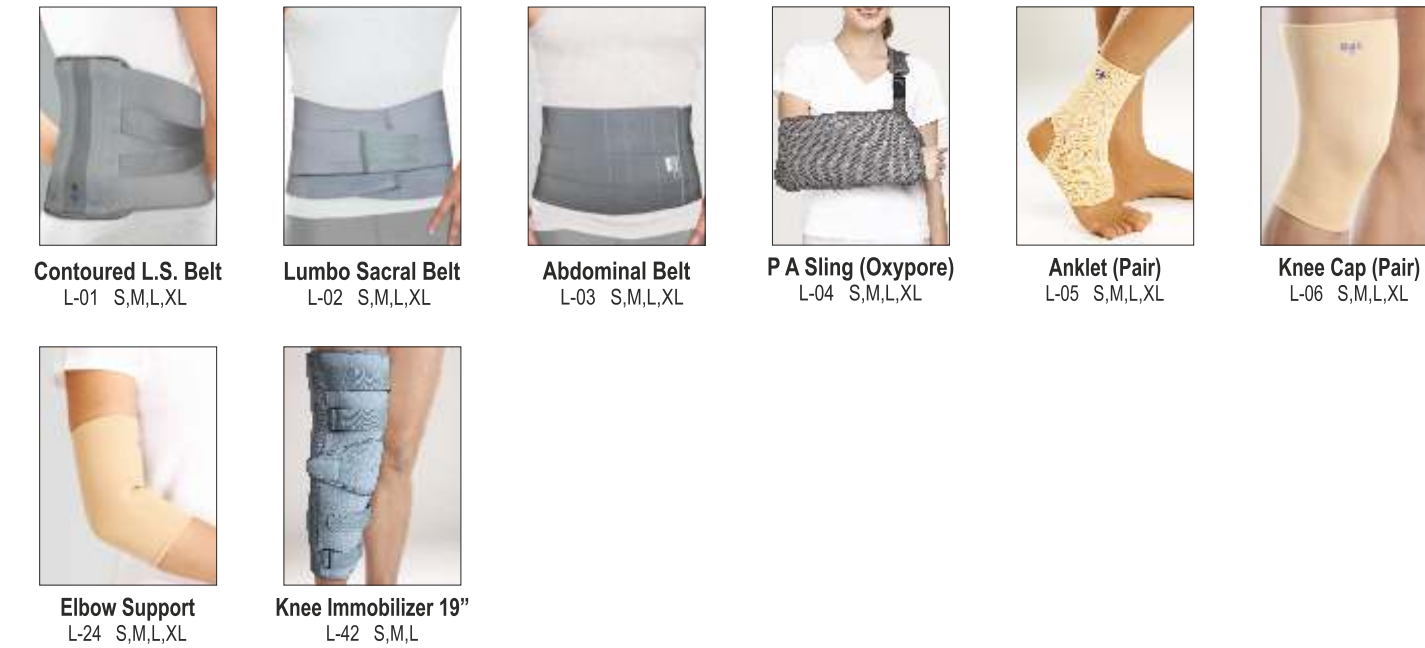 Contoured L.S. Belt
L-01 S,M,L,XL
Lumbo Sacral Belt
L-02 S,M,L,XL
Abdominal Belt
L-03 S,M,L,XL
P A Sling (Oxypore)
L-04 S,M,L,XL
Anklet (Pair)
L-05 S,M,L,XL
Knee Cap (Pair)
L-06 S,M,L,XL
Elbow Support
L-24 S,M,L,XL
Knee Immobilizer 19”
L-42 S,M,L